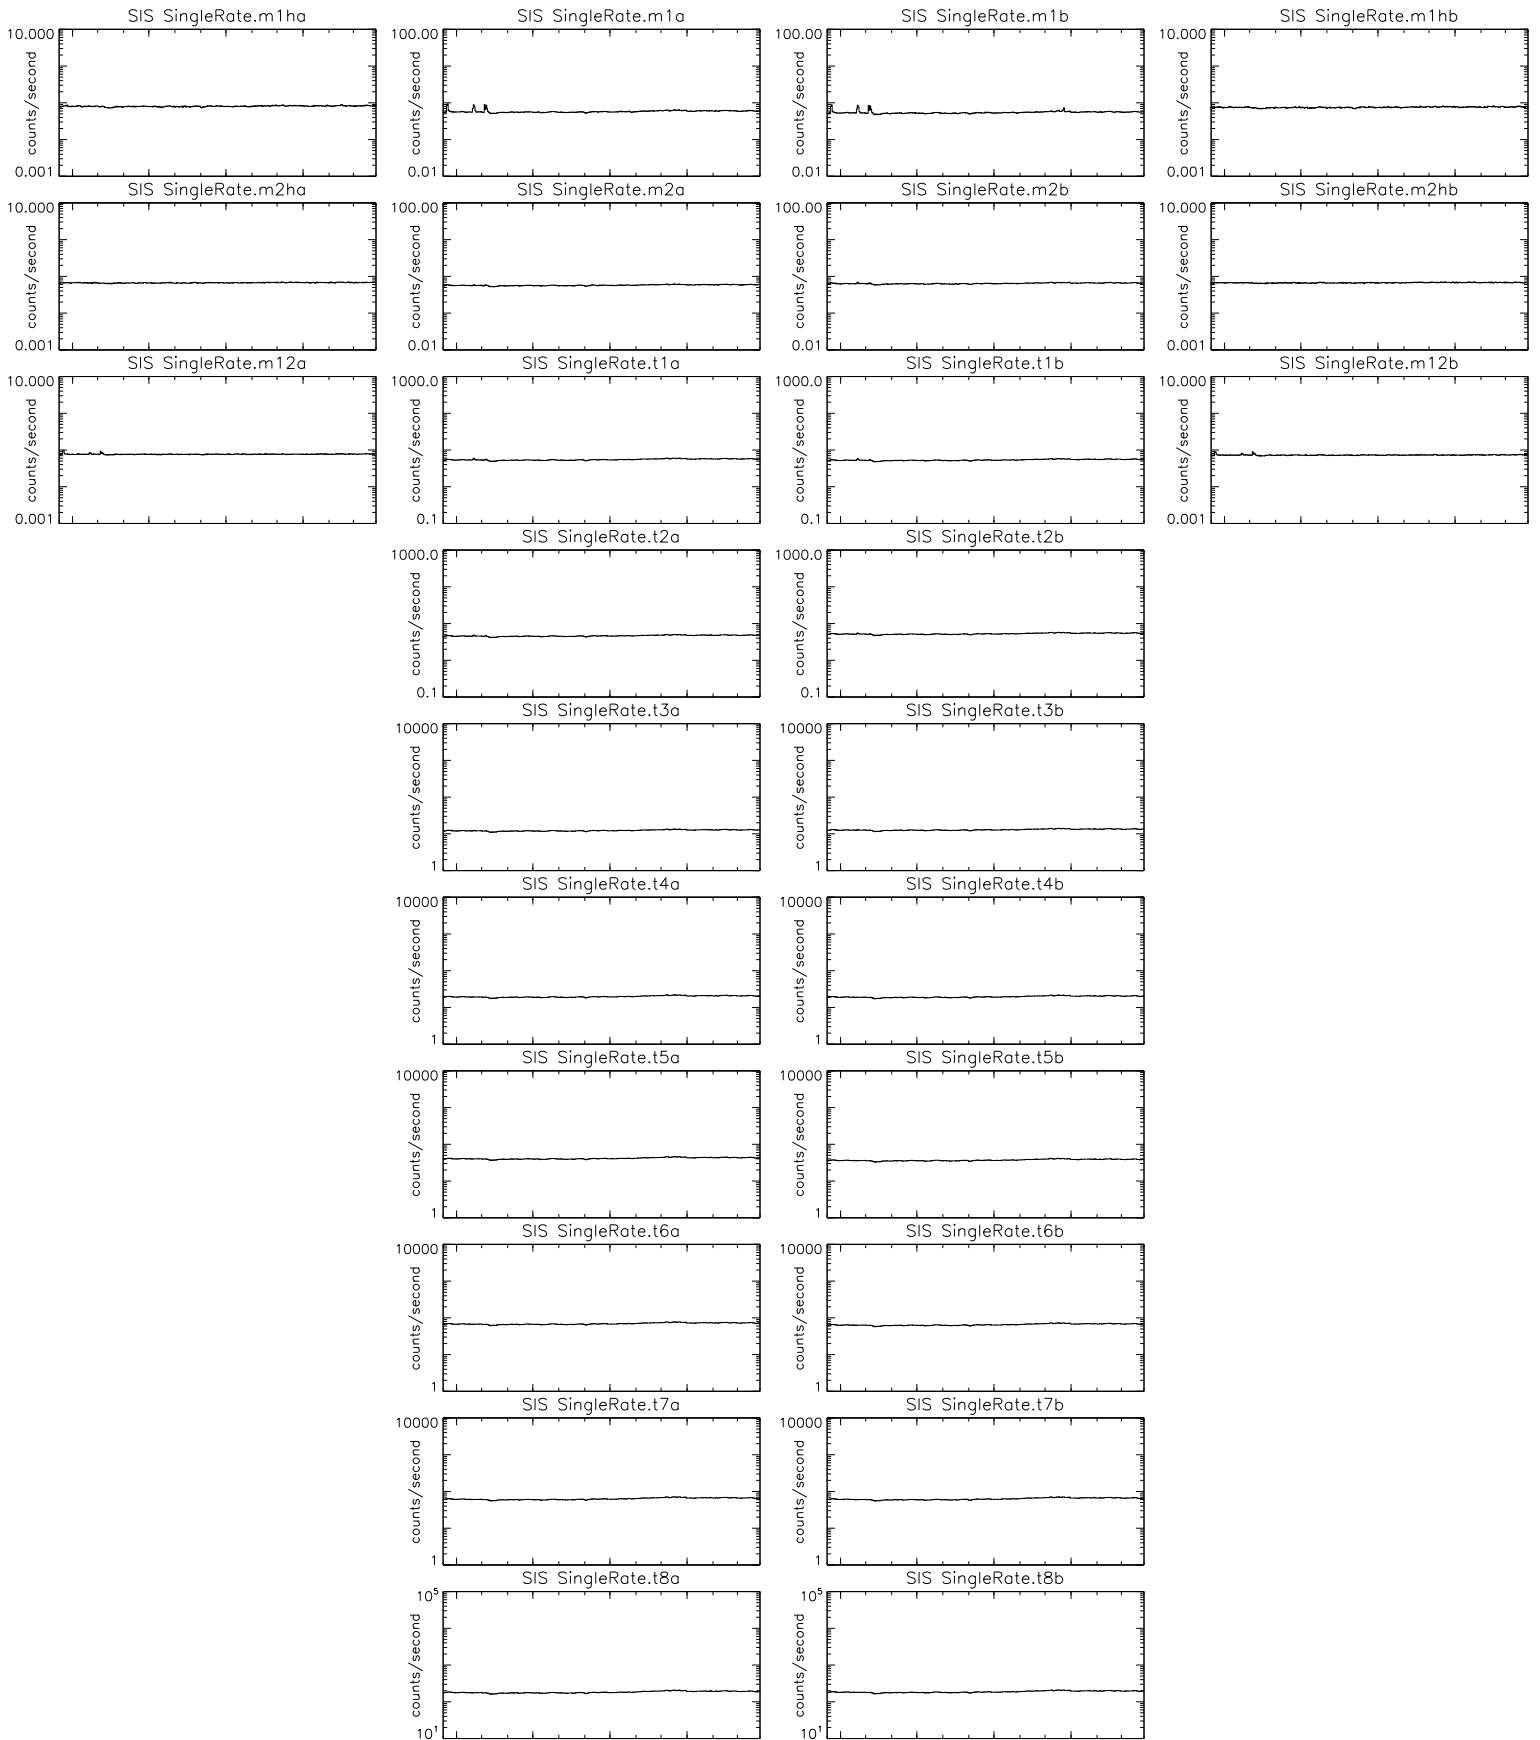 SIS SingleRate.m1ha
10.000
counts/second
0.001
SIS SingleRate.m1a
100.00
counts/second
0.01
SIS SingleRate.m1b
100.00
counts/second
0.01
SIS SingleRate.m1hb
10.000
counts/second
0.001
SIS SingleRate.m2ha
10.000
counts/second
0.001
SIS SingleRate.m2a
100.00
counts/second
0.01
SIS SingleRate.m2b
100.00
counts/second
0.01
SIS SingleRate.m2hb
10.000
counts/second
0.001
SIS SingleRate.m12a
10.000
counts/second
0.001
SIS SingleRate.t1a
1000.0
counts/second
0.1
SIS SingleRate.t1b
1000.0
counts/second
0.1
SIS SingleRate.m12b
10.000
counts/second
0.001
SIS SingleRate.t2a
1000.0
counts/second
0.1
SIS SingleRate.t2b
1000.0
counts/second
0.1
SIS SingleRate.t3a
10000
counts/second
1
SIS SingleRate.t3b
10000
counts/second
1
SIS SingleRate.t4a
10000
counts/second
1
SIS SingleRate.t4b
10000
counts/second
1
SIS SingleRate.t5a
10000
counts/second
1
SIS SingleRate.t5b
10000
counts/second
1
SIS SingleRate.t6a
10000
counts/second
1
SIS SingleRate.t6b
10000
counts/second
1
SIS SingleRate.t7a
10000
counts/second
1
SIS SingleRate.t7b
10000
counts/second
1
SIS SingleRate.t8a
10⁵
counts/second
10¹
SIS SingleRate.t8b
10⁵
counts/second
10¹